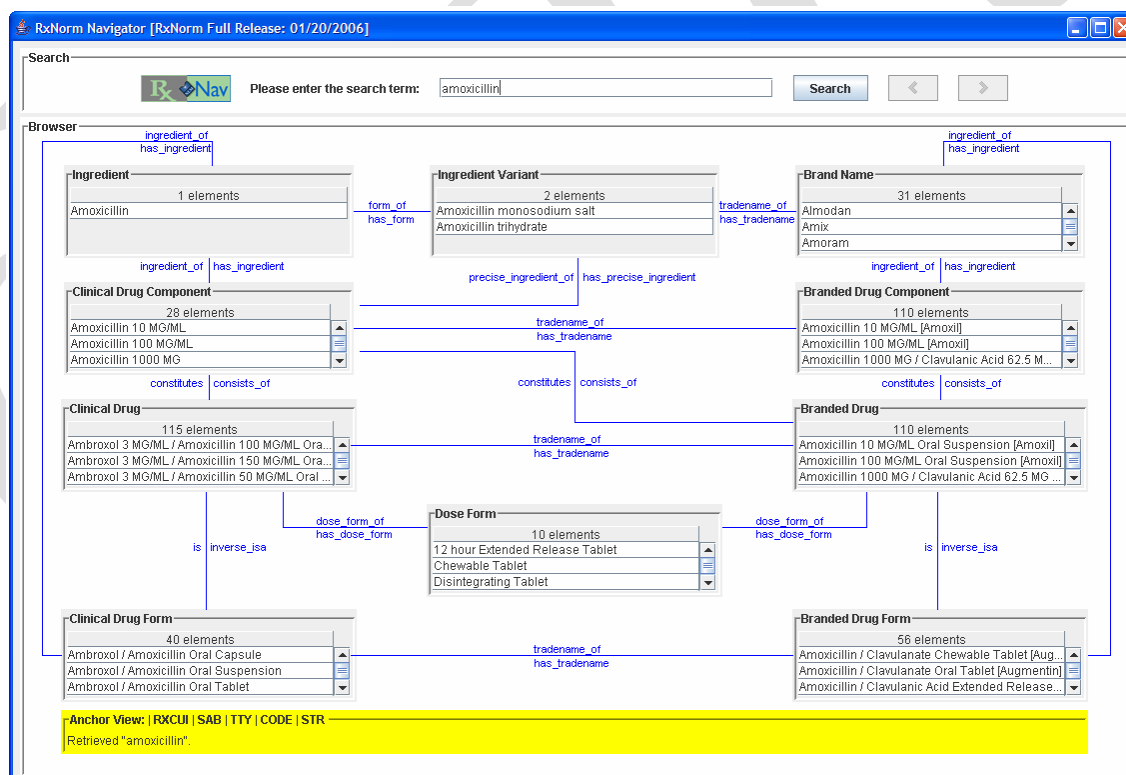 RxNorm Navigator [RxNorm Full Release: 01/20/2006]
Search
Rx Nav
Please enter the search term:
amoxicillin
Search
<
>
Browser
ingredient_of
has_ingredient
ingredient_of
has_ingredient
Ingredient
1 elements
Amoxicillin
form_of
has_form
Ingredient Variant
2 elements
Amoxicillin monosodium salt
Amoxicillin trihydrate
tradename_of
has_tradename
Brand Name
31 elements
Almodan
Amix
Amoram
ingredient_of has_ingredient
precise_ingredient_of has_precise_ingredient
ingredient_of has_ingredient
Clinical Drug Component
28 elements
Amoxicillin 10 MG/ML
Amoxicillin 100 MG/ML
Amoxicillin 1000 MG
tradename_of
has_tradename
Branded Drug Component
110 elements
Amoxicillin 10 MG/ML [Amoxil]
Amoxicillin 100 MG/ML [Amoxil]
Amoxicillin 1000 MG / Clavulanic Acid 62.5 M...
constitutes consists_of
constitutes consists_of
constitutes consists_of
Clinical Drug
115 elements
Ambroxol 3 MG/ML / Amoxicillin 100 MG/ML Ora...
Ambroxol 3 MG/ML / Amoxicillin 150 MG/ML Ora...
Ambroxol 3 MG/ML / Amoxicillin 50 MG/ML Oral ...
tradename_of
has_tradename
Branded Drug
110 elements
Amoxicillin 10 MG/ML Oral Suspension [Amoxil]
Amoxicillin 100 MG/ML Oral Suspension [Amoxil]
Amoxicillin 1000 MG / Clavulanic Acid 62.5 MG ...
dose_form_of
has_dose_form
Dose Form
10 elements
12 hour Extended Release Tablet
Chewable Tablet
Disintegrating Tablet
dose_form_of
has_dose_form
is inverse_isa
is inverse_isa
Clinical Drug Form
40 elements
Ambroxol / Amoxicillin Oral Capsule
Ambroxol / Amoxicillin Oral Suspension
Ambroxol / Amoxicillin Oral Tablet
tradename_of
has_tradename
Branded Drug Form
56 elements
Amoxicillin / Clavulanate Chewable Tablet [Aug...
Amoxicillin / Clavulanate Oral Tablet [Augmentin]
Amoxicillin / Clavulanic Acid Extended Release...
Anchor View: | RXCUI | SAB | TTY | CODE | STR
Retrieved "amoxicillin".